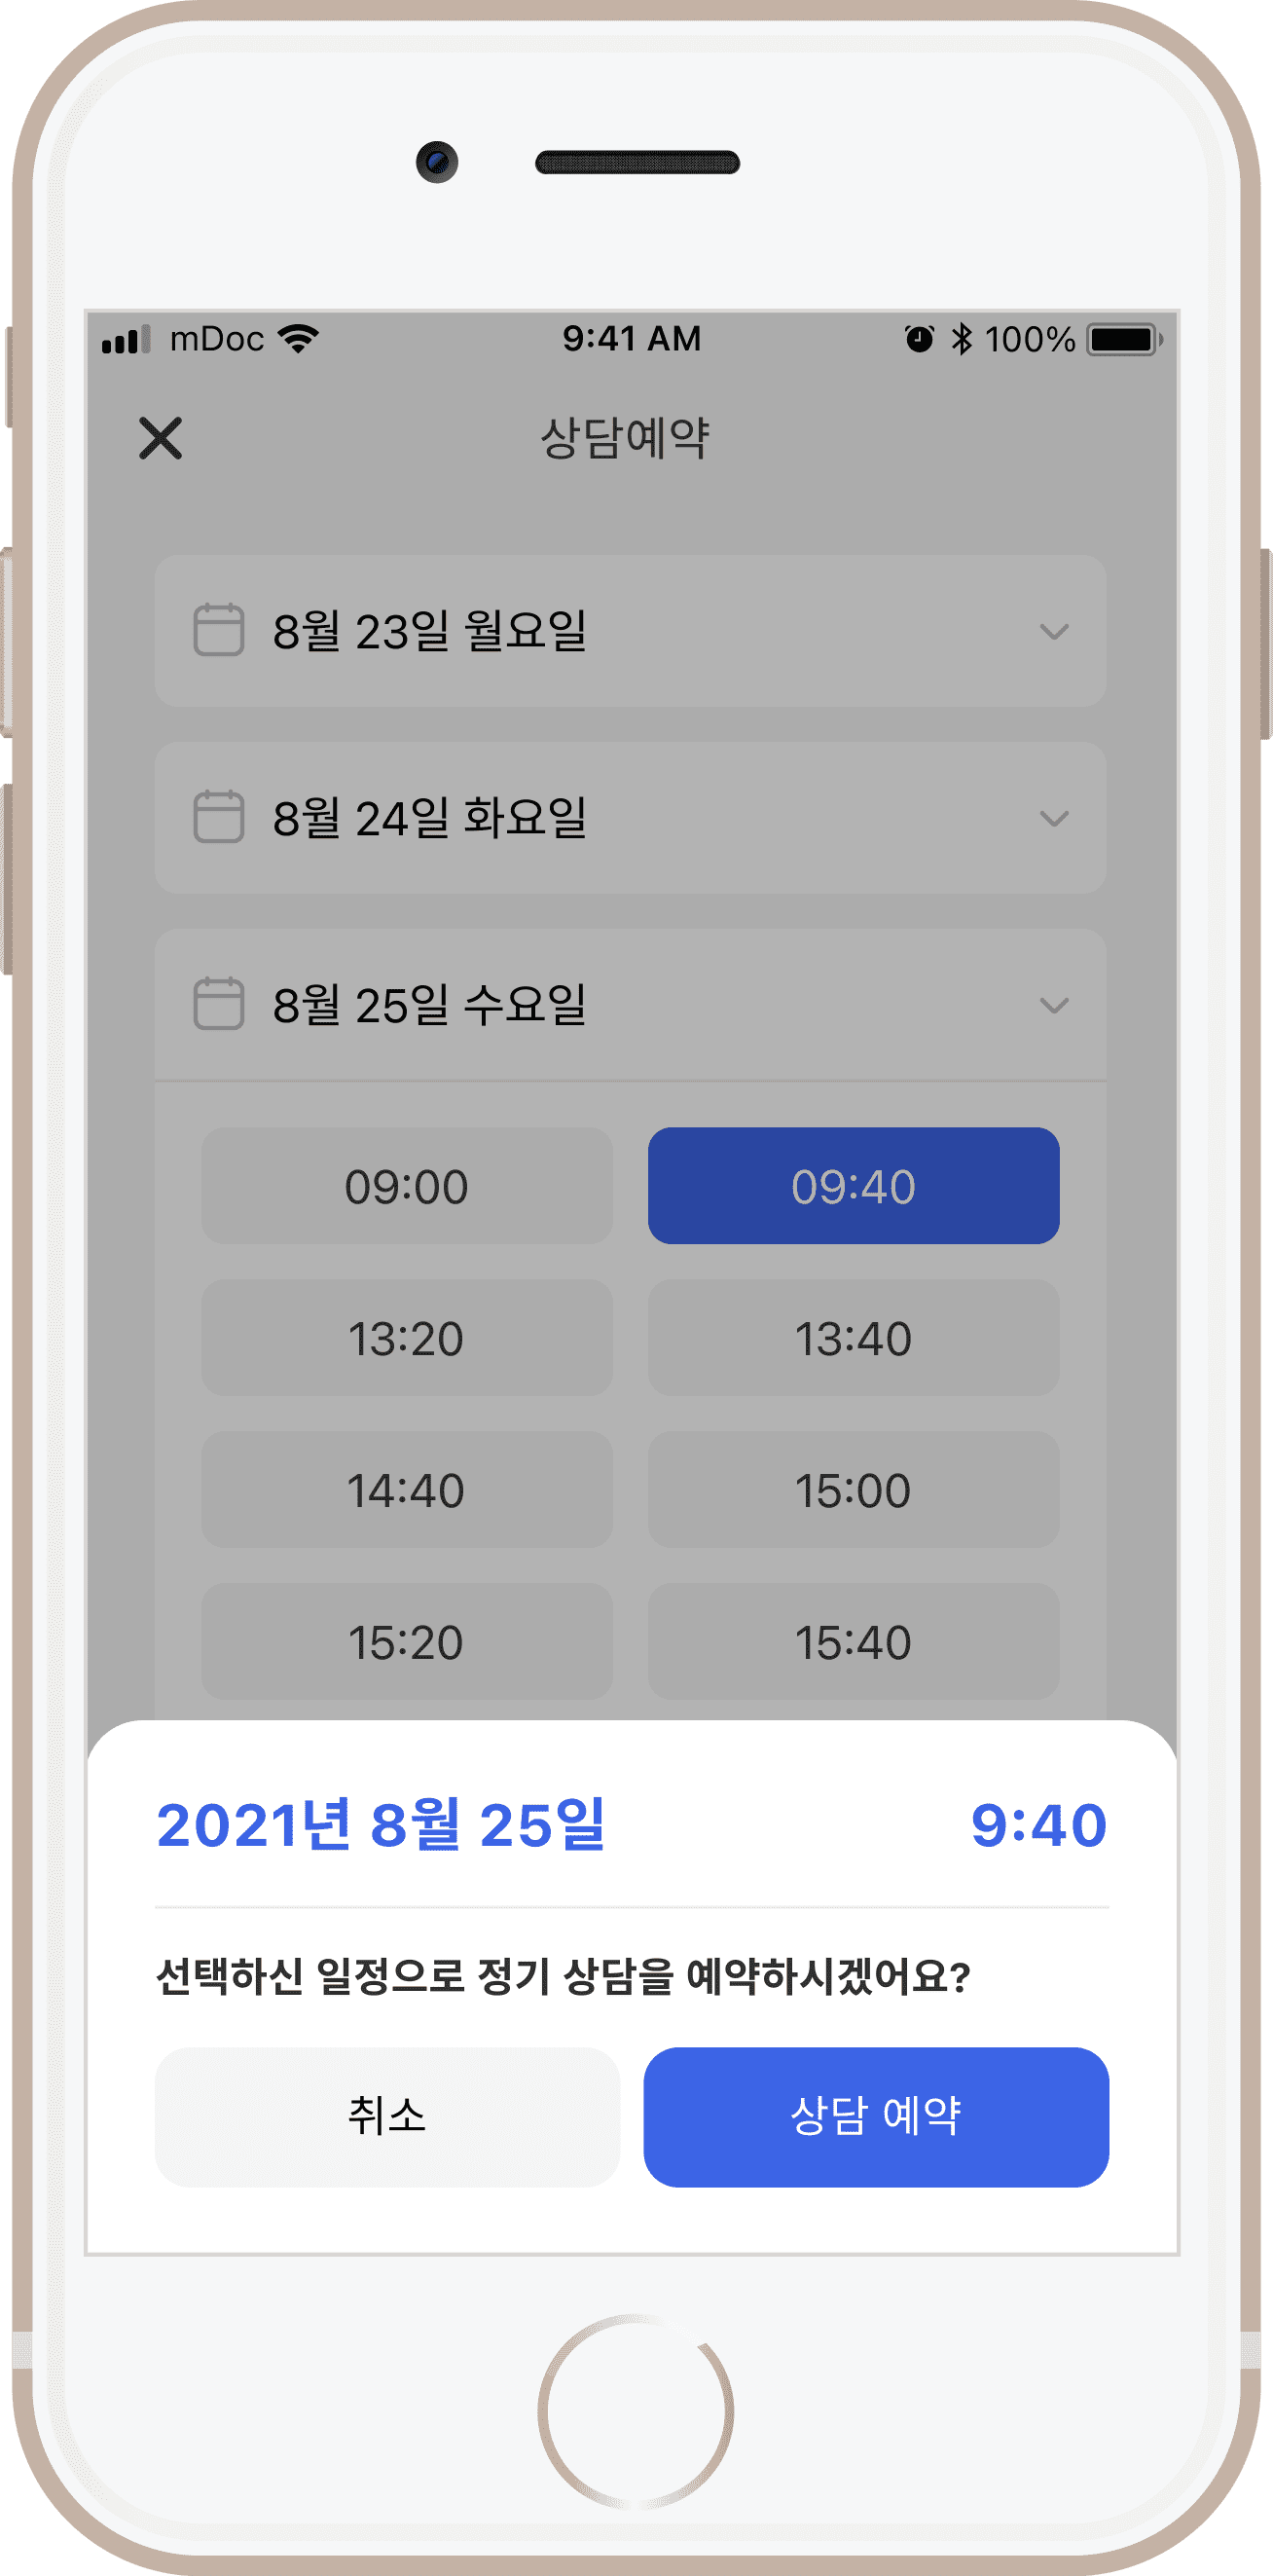 mDoc 9:41 AM 100%
상담예약
8월 23일 월요일
8월 24일 화요일
8월 25일 수요일
09:00 09:40
13:20 13:40
14:40 15:00
15:20 15:40
2021년 8월 25일 9:40
선택하신 일정으로 정기 상담을 예약하시겠어요?
취소 상담 예약